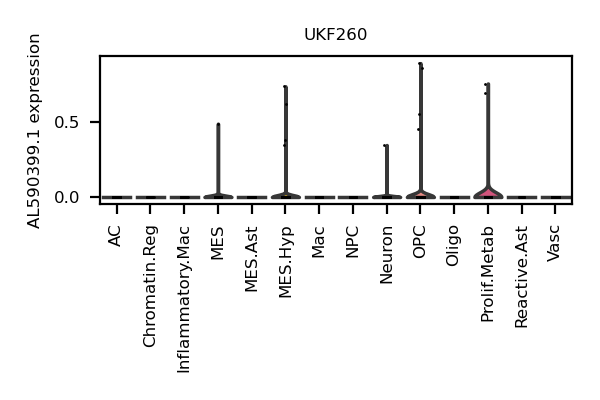 UKF260
AL590399.1 expression
0.5
0.0
AC
Chromatin.Reg
Inflammatory.Mac
MES
MES.Ast
MES.Hyp
Mac
NPC
Neuron
OPC
Oligo
Prolif.Metab
Reactive.Ast
Vasc